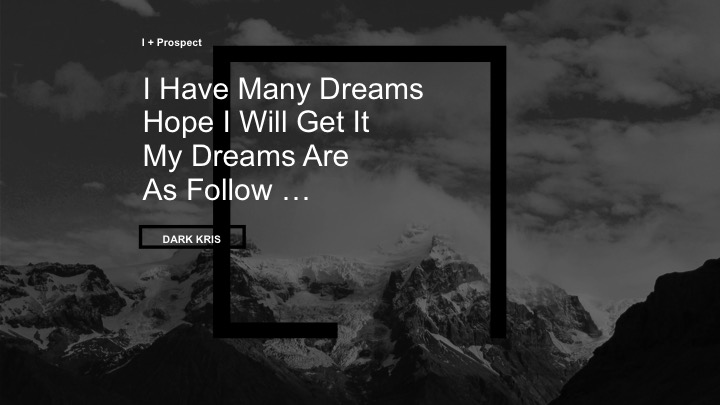 I + Prospect
I Have Many Dreams
Hope I Will Get It
My Dreams Are
As Follow …
DARK KRIS